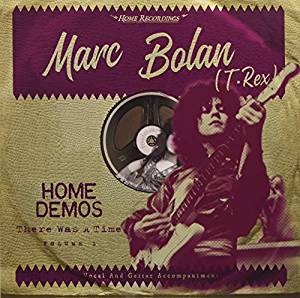 Home Recordings
Marc Bolan
(T·Rex)
HOME
DEMOS
There Was A Time
VOLUME 1
Vocal And Guitar Accompaniment